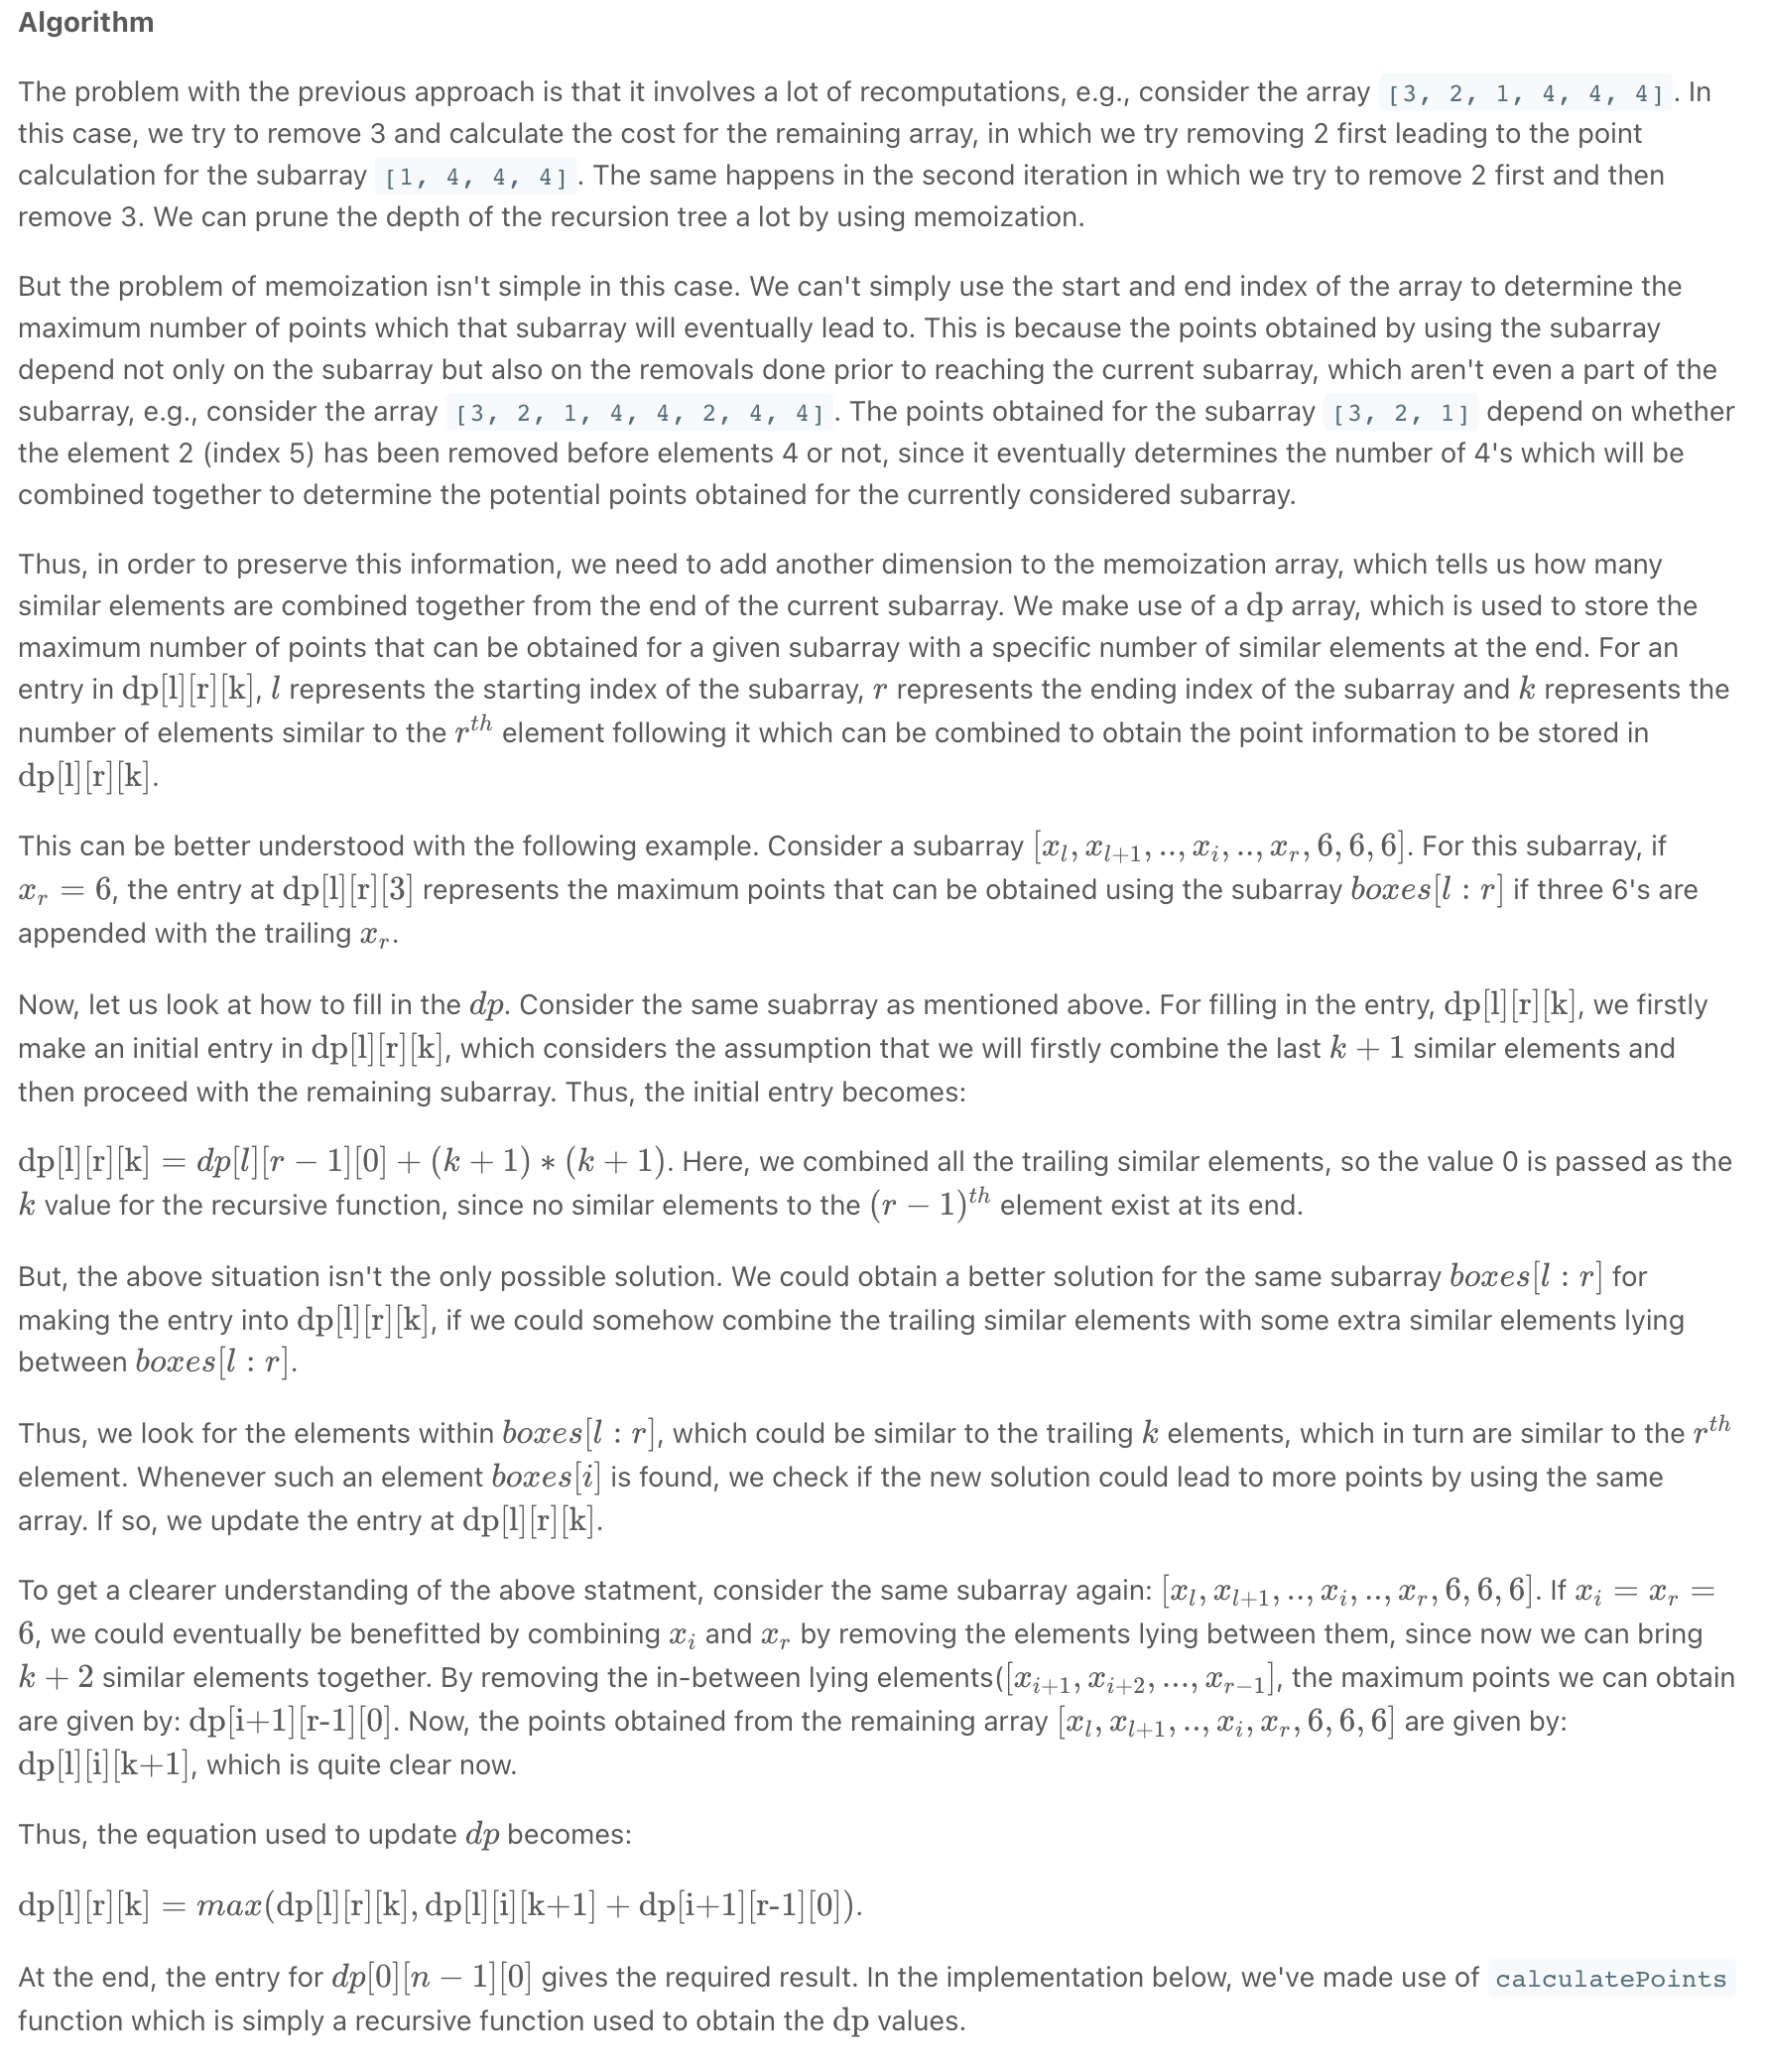 Algorithm
The problem with the previous approach is that it involves a lot of recomputations, e.g., consider the array [3, 2, 1, 4, 4, 4]. In
this case, we try to remove 3 and calculate the cost for the remaining array, in which we try removing 2 first leading to the point
calculation for the subarray [1, 4, 4, 4]. The same happens in the second iteration in which we try to remove 2 first and then
remove 3. We can prune the depth of the recursion tree a lot by using memoization.
But the problem of memoization isn't simple in this case. We can't simply use the start and end index of the array to determine the
maximum number of points which that subarray will eventually lead to. This is because the points obtained by using the subarray
depend not only on the subarray but also on the removals done prior to reaching the current subarray, which aren't even a part of the
subarray, e.g., consider the array [3, 2, 1, 4, 4, 2, 4, 4]. The points obtained for the subarray [3, 2, 1] depend on whether
the element 2 (index 5) has been removed before elements 4 or not, since it eventually determines the number of 4's which will be
combined together to determine the potential points obtained for the currently considered subarray.
Thus, in order to preserve this information, we need to add another dimension to the memoization array, which tells us how many
similar elements are combined together from the end of the current subarray. We make use of a dp array, which is used to store the
maximum number of points that can be obtained for a given subarray with a specific number of similar elements at the end. For an
entry in dp[l][r][k], l represents the starting index of the subarray, r represents the ending index of the subarray and k represents the
number of elements similar to the r^{th} element following it which can be combined to obtain the point information to be stored in
dp[l][r][k].
This can be better understood with the following example. Consider a subarray [x_l, x_{l+1}, .., x_i, .., x_r, 6, 6, 6]. For this subarray, if
x_r = 6, the entry at dp[l][r][3] represents the maximum points that can be obtained using the subarray boxes[l : r] if three 6's are
appended with the trailing x_r.
Now, let us look at how to fill in the dp. Consider the same suabrray as mentioned above. For filling in the entry, dp[l][r][k], we firstly
make an initial entry in dp[l][r][k], which considers the assumption that we will firstly combine the last k + 1 similar elements and
then proceed with the remaining subarray. Thus, the initial entry becomes:
dp[l][r][k] = dp[l][r − 1][0] + (k + 1) ∗ (k + 1). Here, we combined all the trailing similar elements, so the value 0 is passed as the
k value for the recursive function, since no similar elements to the (r − 1)^{th} element exist at its end.
But, the above situation isn't the only possible solution. We could obtain a better solution for the same subarray boxes[l : r] for
making the entry into dp[l][r][k], if we could somehow combine the trailing similar elements with some extra similar elements lying
between boxes[l : r].
Thus, we look for the elements within boxes[l : r], which could be similar to the trailing k elements, which in turn are similar to the r^{th}
element. Whenever such an element boxes[i] is found, we check if the new solution could lead to more points by using the same
array. If so, we update the entry at dp[l][r][k].
To get a clearer understanding of the above statment, consider the same subarray again: [x_l, x_{l+1}, .., x_i, .., x_r, 6, 6, 6]. If x_i = x_r =
6, we could eventually be benefitted by combining x_i and x_r by removing the elements lying between them, since now we can bring
k + 2 similar elements together. By removing the in-between lying elements([x_{i+1}, x_{i+2}, ..., x_{r−1}], the maximum points we can obtain
are given by: dp[i+1][r-1][0]. Now, the points obtained from the remaining array [x_l, x_{l+1}, .., x_i, x_r, 6, 6, 6] are given by:
dp[l][i][k+1], which is quite clear now.
Thus, the equation used to update dp becomes:
dp[l][r][k] = max(dp[l][r][k], dp[l][i][k+1] + dp[i+1][r-1][0]).
At the end, the entry for dp[0][n − 1][0] gives the required result. In the implementation below, we've made use of calculatePoints
function which is simply a recursive function used to obtain the dp values.